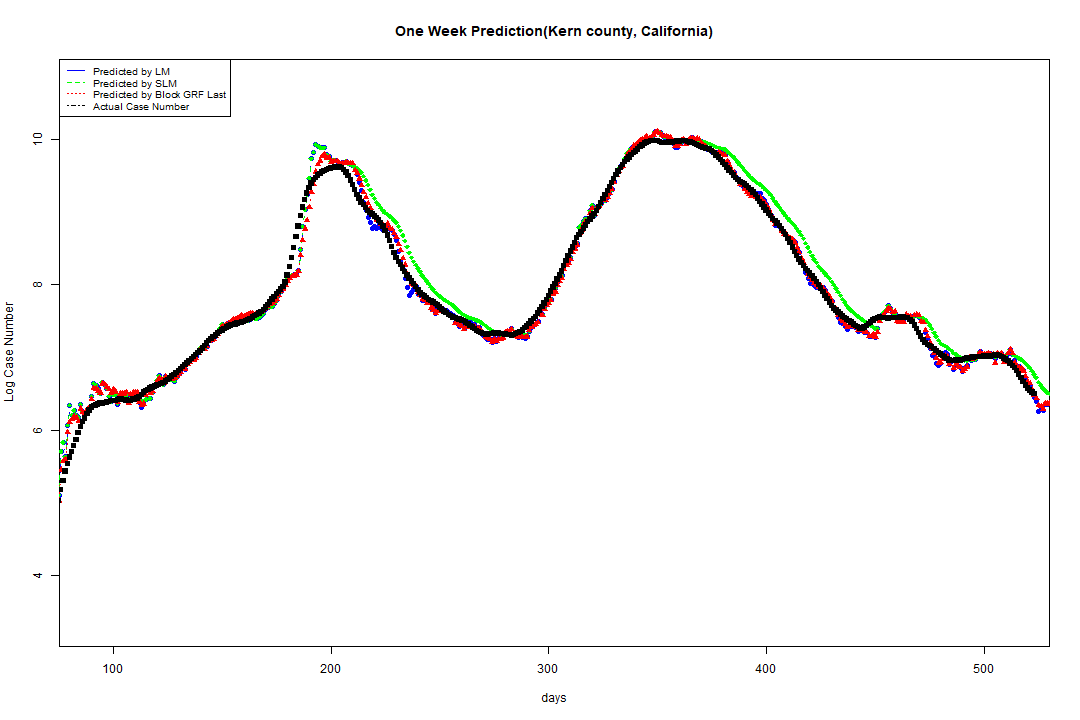 One Week Prediction(Kern county, California)
Predicted by LM
Predicted by SLM
Predicted by Block GRF Last
Actual Case Number
10
8
6
4
Log Case Number
100
200
300
400
500
days